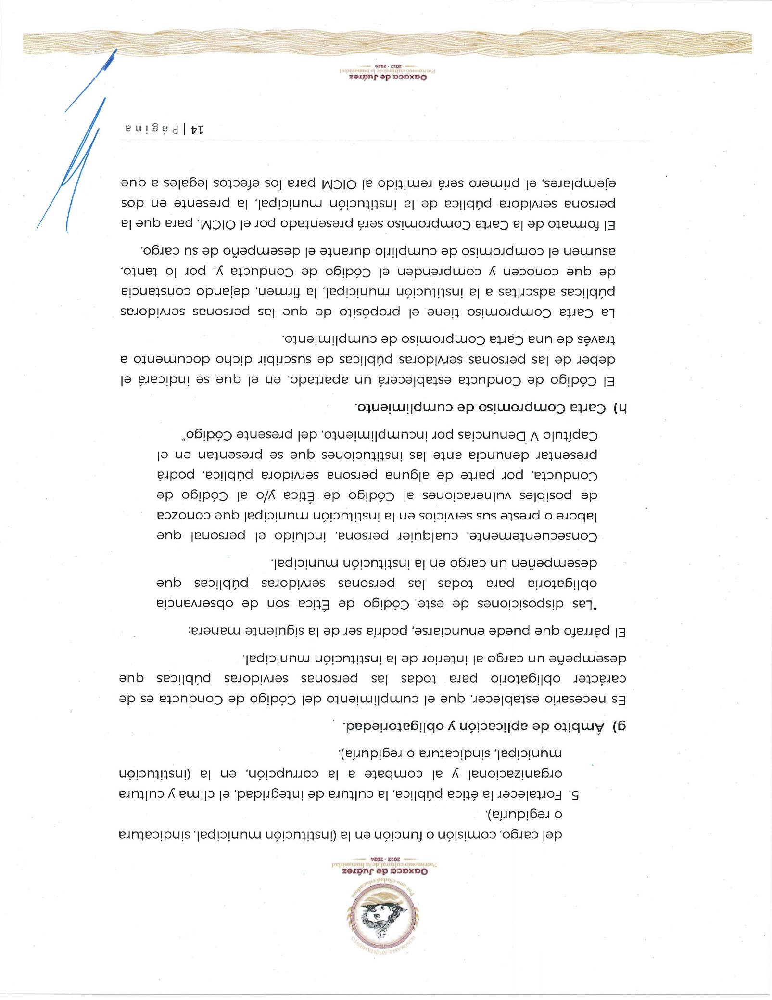 HONORABLE AYUNTAMIENTO
Por una ciudad educadora
Oaxaca de Juárez
Patrimonio cultural de la humanidad
2022 - 2024
del cargo, comisión o función en la (institución municipal, sindicatura
o regiduría).
5. Fortalecer la ética pública, la cultura de integridad, el clima y cultura
organizacional y al combate a la corrupción, en la (institución
municipal, sindicatura o regiduría).
g) Ámbito de aplicación y obligatoriedad.
Es necesario establecer, que el cumplimiento del Código de Conducta es de
carácter obligatorio para todas las personas servidoras públicas que
desempeñe un cargo al interior de la institución municipal.
El párrafo que puede enunciarse, podría ser de la siguiente manera:
"Las disposiciones de este Código de Ética son de observancia
obligatoria para todas las personas servidoras públicas que
desempeñen un cargo en la institución municipal.
Consecuentemente, cualquier persona, incluido el personal que
labore o preste sus servicios en la institución municipal que conozca
de posibles vulneraciones al Código de Ética y/o al Código de
Conducta, por parte de alguna persona servidora pública, podrá
presentar denuncia ante las instituciones que se presentan en el
Capítulo V Denuncias por incumplimiento, del presente Código"
h) Carta Compromiso de cumplimiento.
El Código de Conducta establecerá un apartado, en el que se indicará el
deber de las personas servidoras públicas de suscribir dicho documento a
través de una Carta Compromiso de cumplimiento.
La Carta Compromiso tiene el propósito de que las personas servidoras
públicas adscritas a la institución municipal, la firmen, dejando constancia
de que conocen y comprenden el Código de Conducta y, por lo tanto,
asumen el compromiso de cumplirlo durante el desempeño de su cargo.
El formato de la Carta Compromiso será presentado por el OICM, para que la
persona servidora pública de la institución municipal, la presente en dos
ejemplares, el primero será remitido al OICM para los efectos legales a que
14 | Página
Oaxaca de Juárez
Patrimonio cultural de la humanidad
2022 - 2024